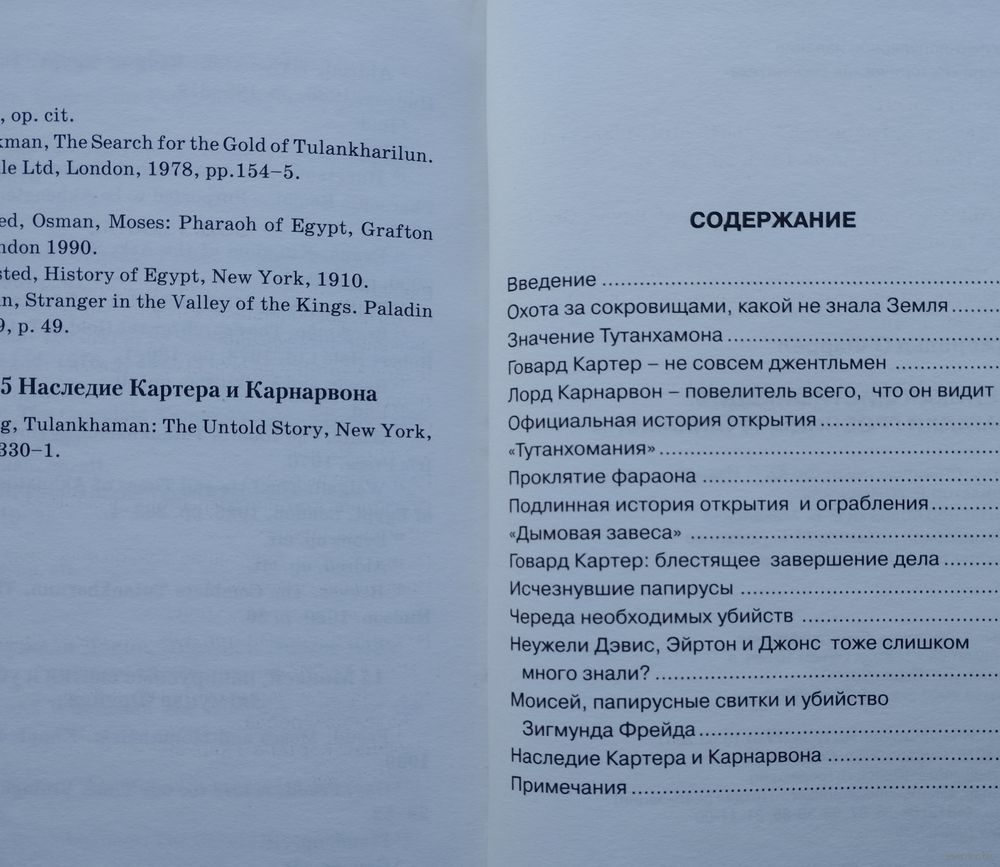 , op. cit.
kman, The Search for the Gold of Tulankharilun.
le Ltd, London, 1978, pp.154–5.
ed, Osman, Moses: Pharaoh of Egypt, Grafton
ndon 1990.
sted, History of Egypt, New York, 1910.
n, Stranger in the Valley of the Kings. Paladin
9, p. 49.
5 Наследие Картера и Карнарвона
g, Tulankhaman: The Untold Story, New York,
330–1.
СОДЕРЖАНИЕ
Введение
Охота за сокровищами, какой не знала Земля
Значение Тутанхамона
Говард Картер – не совсем джентльмен
Лорд Карнарвон – повелитель всего, что он видит
Официальная история открытия
«Тутанхомания»
Проклятие фараона
Подлинная история открытия и ограбления
«Дымовая завеса»
Говард Картер: блестящее завершение дела
Исчезнувшие папирусы
Череда необходимых убийств
Неужели Дэвис, Эйртон и Джонс тоже слишком
много знали?
Моисей, папирусные свитки и убийство
Зигмунда Фрейда
Наследие Картера и Карнарвона
Примечания